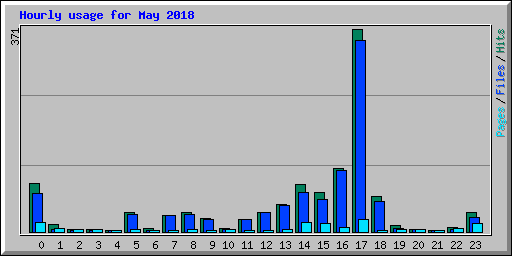 Hourly usage for May 2018
371
Pages/Files/Hits
0 1 2 3 4 5 6 7 8 9 10 11 12 13 14 15 16 17 18 19 20 21 22 23